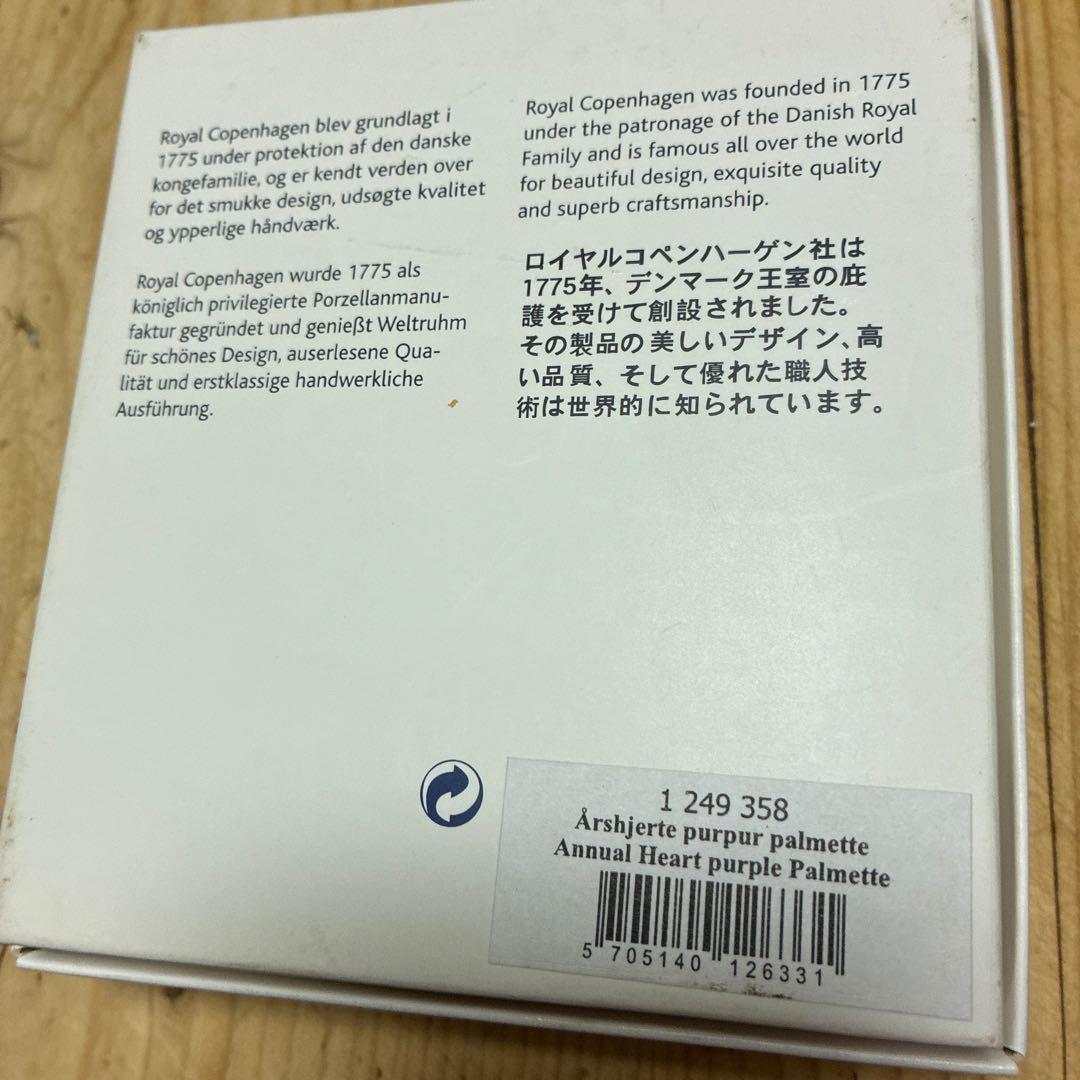 Royal Copenhagen blev grundlagt i
1775 under protektion af den danske
kongefamilie, og er kendt verden over
for det smukke design, udsøgte kvalitet
og ypperlige håndværk.
Royal Copenhagen wurde 1775 als
königlich privilegierte Porzellanmanu-
faktur gegründet und genießt Weltruhm
für schönes Design, auserlesene Qua-
lität und erstklassige handwerkliche
Ausführung.
Royal Copenhagen was founded in 1775
under the patronage of the Danish Royal
Family and is famous all over the world
for beautiful design, exquisite quality
and superb craftsmanship.
ロイヤルコペンハーゲン社は
1775年、デンマーク王室の庇
護を受けて創設されました。
その製品の美しいデザイン、高
い品質、そして優れた職人技
術は世界的に知られています。
1 249 358
Årshjerte purpur palmette
Annual Heart purple Palmette
5 705140 126331